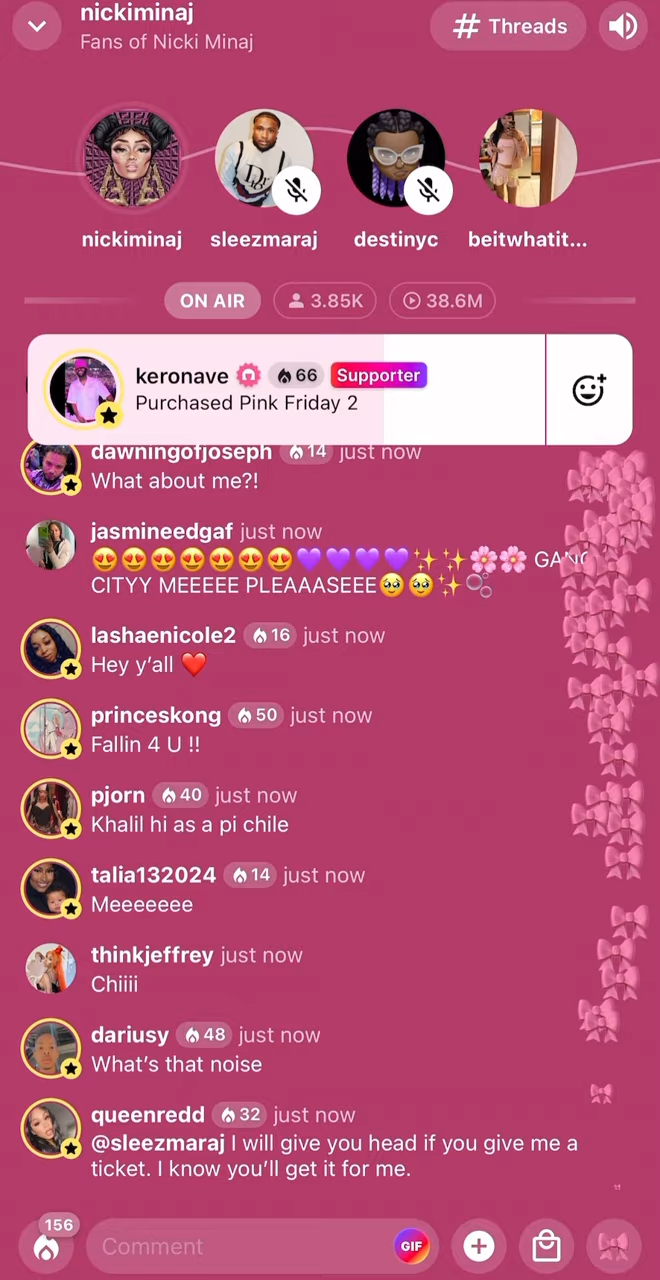 nickiminaj
Fans of Nicki Minaj
Threads
nickiminaj
sleezmaraj
destinyc
beitwhatit...
ON AIR
3.85K
38.6M
keronave 66 Supporter
Purchased Pink Friday 2
dawningofjoseph 14 just now
What about me?!
jasmineedgaf just now
😍😍😍😍😍😍😍💜💜💜💜✨✨🌸🌸 GANG
CITYY MEEEEE PLEAAASEEE🥹🥹✨🫧
lashaenicole2 16 just now
Hey y’all ❤️
princeskong 50 just now
Fallin 4 U !!
pjorn 40 just now
Khalil hi as a pi chile
talia132024 14 just now
Meeeeeee
thinkjeffrey just now
Chiiii
dariusy 48 just now
What’s that noise
queenredd 32 just now
@sleezmaraj I will give you head if you give me a
ticket. I know you’ll get it for me.
156
Comment
GIF